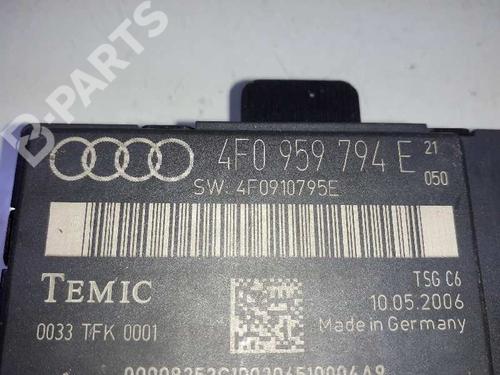 B-PARTS
4F0 959 794 E 21
050
SW: 4F0910795E
TEMIC
TSG C6
10.05.2006
0033 TFK 0001
Made in Germany